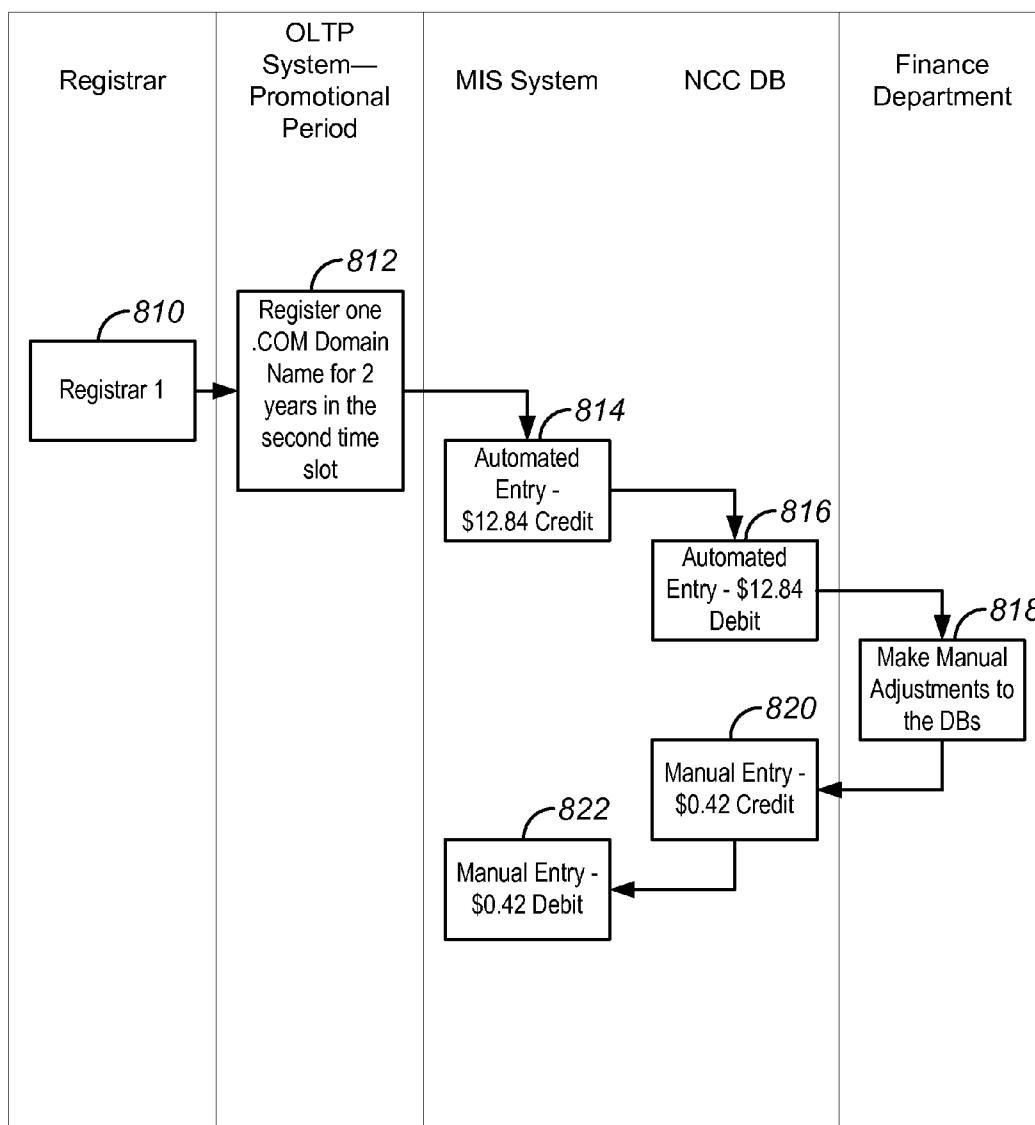 Registrar
OLTP
System—
Promotional
Period
MIS System
NCC DB
Finance
Department
810
Registrar 1
812
Register one
.COM Domain
Name for 2
years in the
second time
slot
814
Automated
Entry -
$12.84 Credit
816
Automated
Entry - $12.84
Debit
818
Make Manual
Adjustments to
the DBs
820
Manual Entry -
$0.42 Credit
822
Manual Entry -
$0.42 Debit